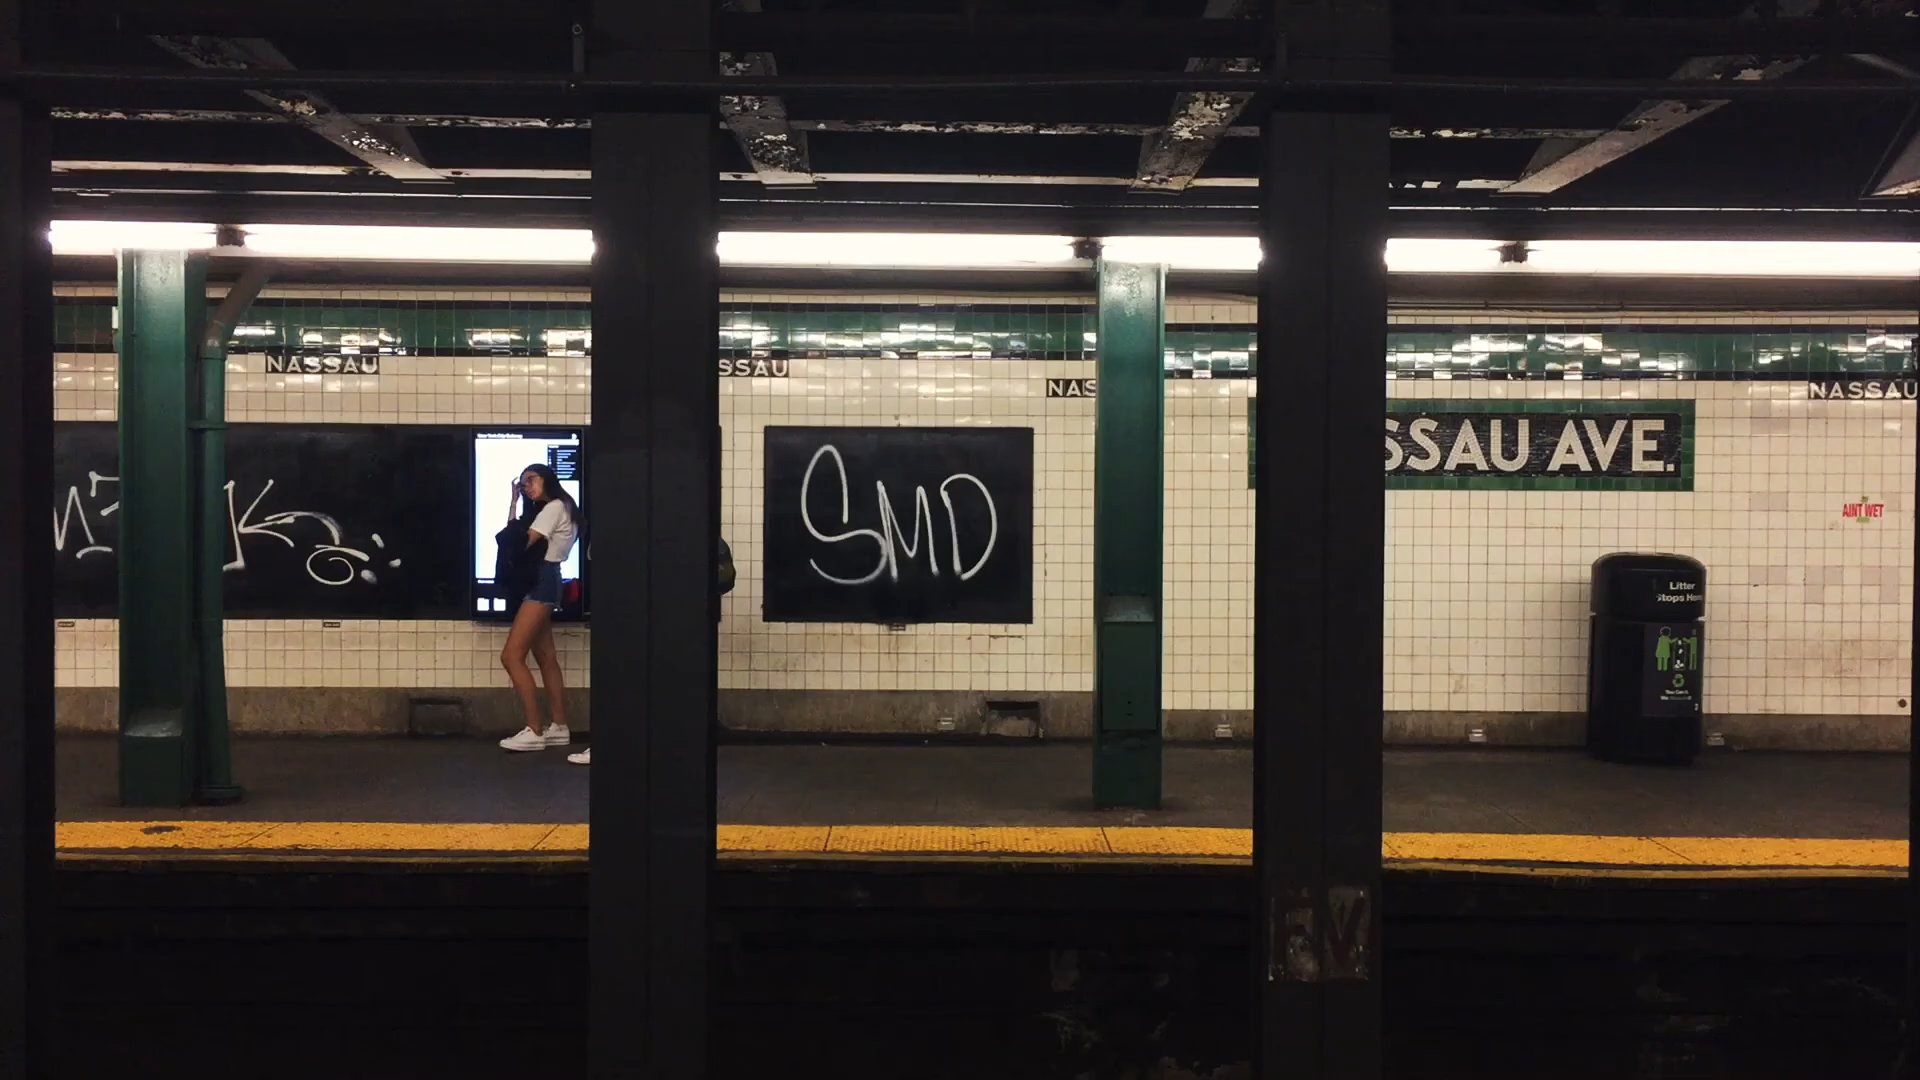 NASSAU
SSAU
NAS
NASSAU
SSAU AVE.
SMD
AINT WET
Litter
Stops Here